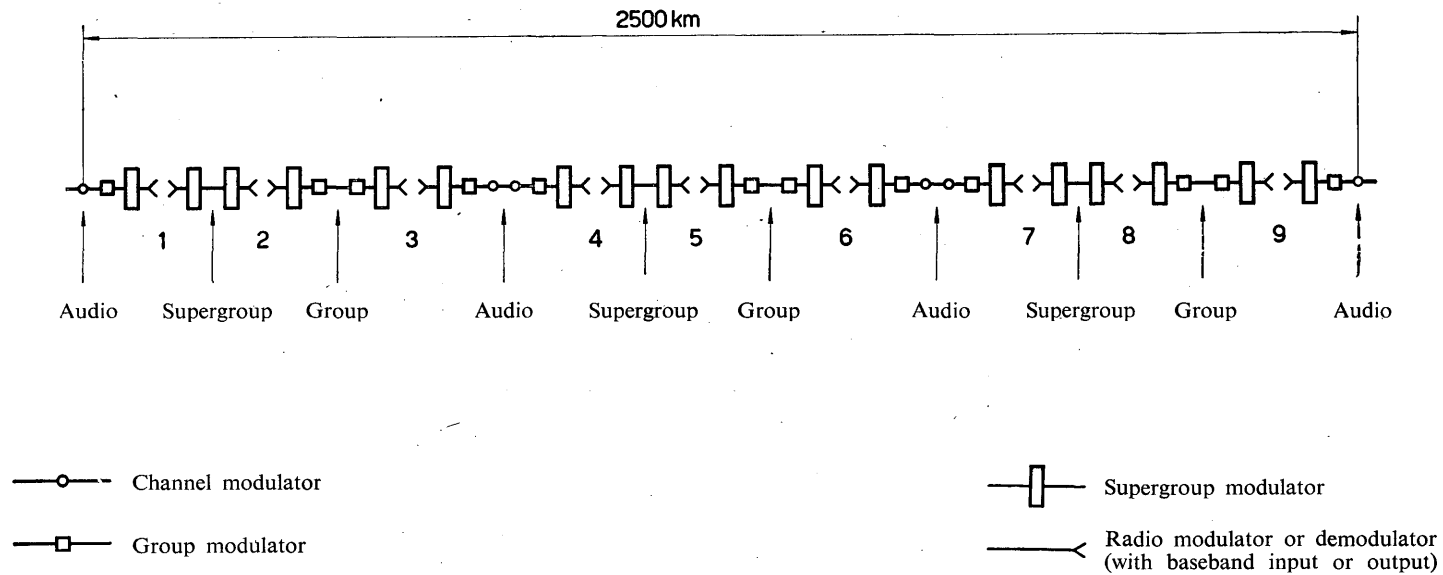 2500 km
1 2 3 4 5 6 7 8 9
Audio Supergroup Group Audio Supergroup Group Audio Supergroup Group Audio
Channel modulator
Group modulator
Supergroup modulator
Radio modulator or demodulator
(with baseband input or output)